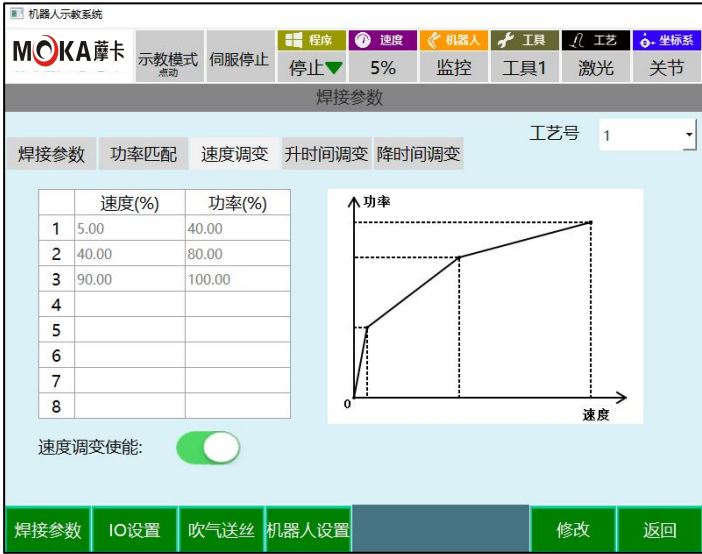 机器人示教系统
MOKA摩卡
示教模式
点动
伺服停止
程序
停止
速度
5%
机器人
监控
工具
工具1
工艺
激光
坐标系
关节
焊接参数
工艺号 1
焊接参数 功率匹配 速度调变 升时间调变 降时间调变
速度(%) 功率(%)
1 5.00 40.00
2 40.00 80.00
3 90.00 100.00
4
5
6
7
8
功率
0
速度
速度调变使能:
焊接参数 IO设置 吹气送丝 机器人设置 修改 返回